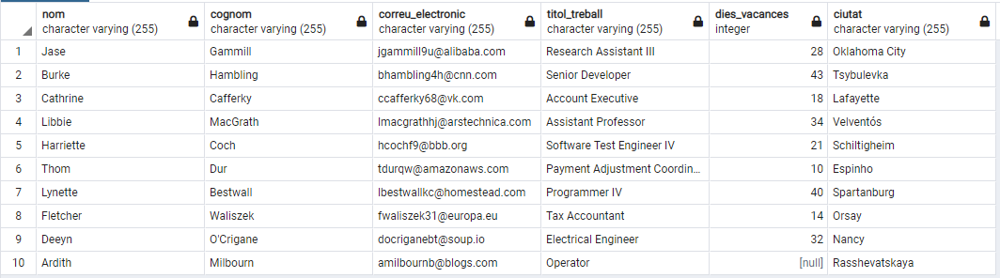 nom cognom correu_electronic titol_treball dies_vacances ciutat
character varying (255) character varying (255) character varying (255) character varying (255) integer character varying (255)
1 Jase Gammill jgammill9u@alibaba.com Research Assistant III 28 Oklahoma City
2 Burke Hambling bhambling4h@cnn.com Senior Developer 43 Tsybulevka
3 Cathrine Cafferky ccafferky68@vk.com Account Executive 18 Lafayette
4 Libbie MacGrath lmacgrathhj@arstechnica.com Assistant Professor 34 Velventós
5 Harriette Coch hcochf9@bbb.org Software Test Engineer IV 21 Schiltigheim
6 Thom Dur tdurqw@amazonaws.com Payment Adjustment Coordin... 10 Espinho
7 Lynette Bestwall lbestwallkc@homestead.com Programmer IV 40 Spartanburg
8 Fletcher Waliszek fwaliszek31@europa.eu Tax Accountant 14 Orsay
9 Deeyn O'Crigane docriganebt@soup.io Electrical Engineer 32 Nancy
10 Ardith Milbourn amilbournb@blogs.com Operator [null] Rasshevatskaya